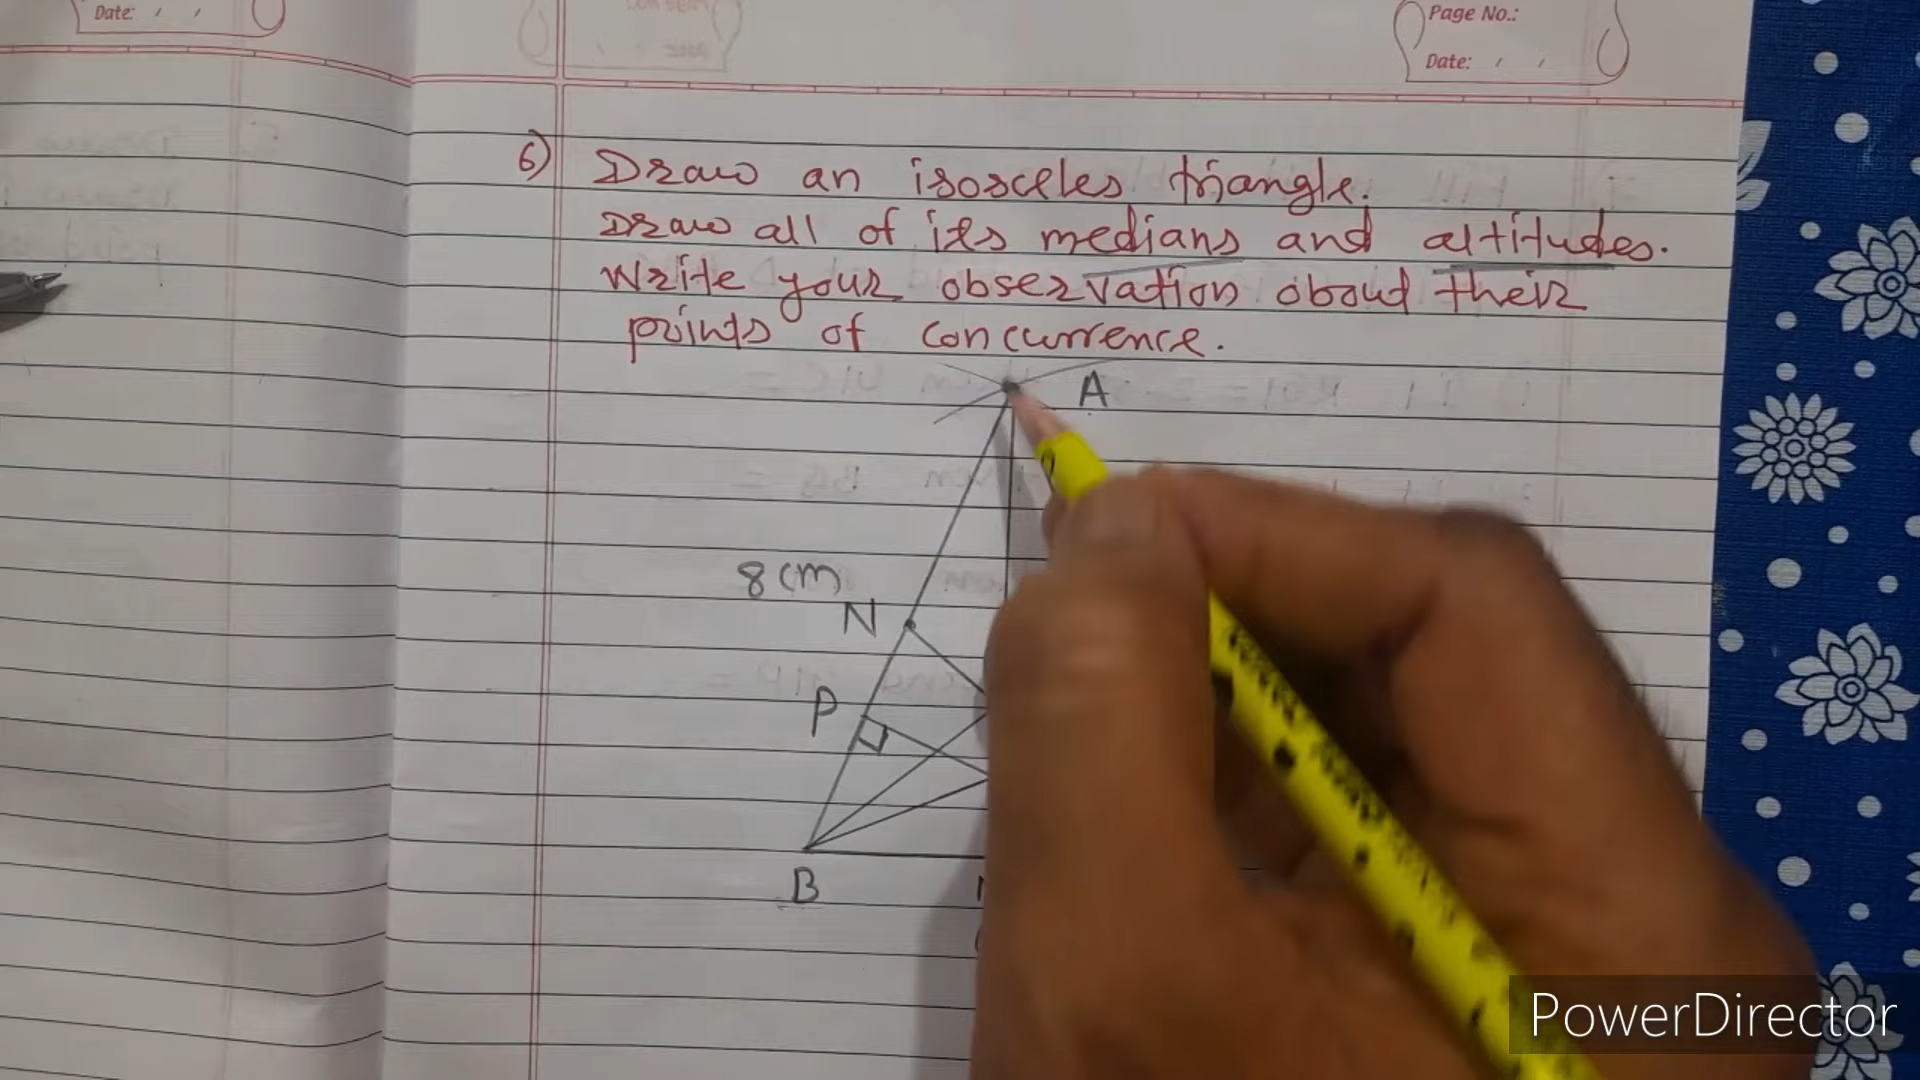 Date: / /
Page No.:
Date: / /
6) Draw an isosceles triangle.
Draw all of its medians and altitudes.
Write your observation about their
points of concurrence.
A
8 cm
N
P
B
PowerDirector